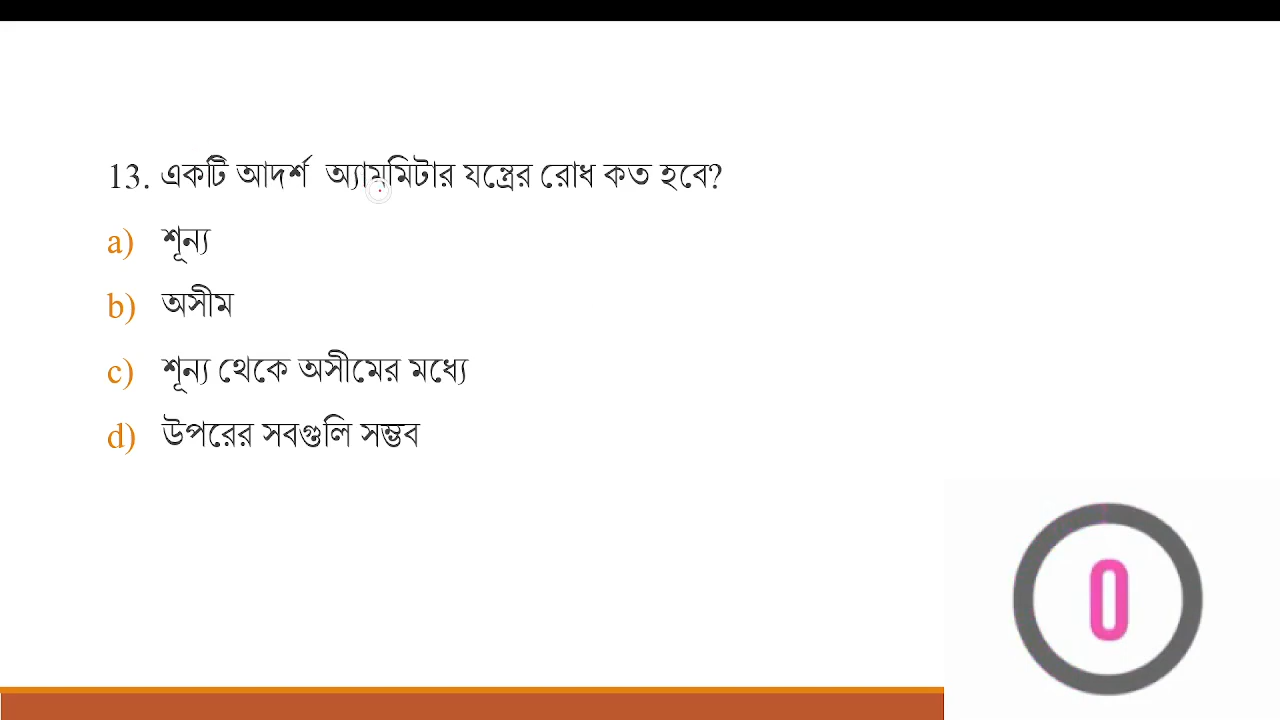 13. একটি আদর্শ অ্যামমিটার যন্ত্রের রোধ কত হবে?
a) শূন্য
b) অসীম
c) শূন্য থেকে অসীমের মধ্যে
d) উপরের সবগুলি সম্ভব
0